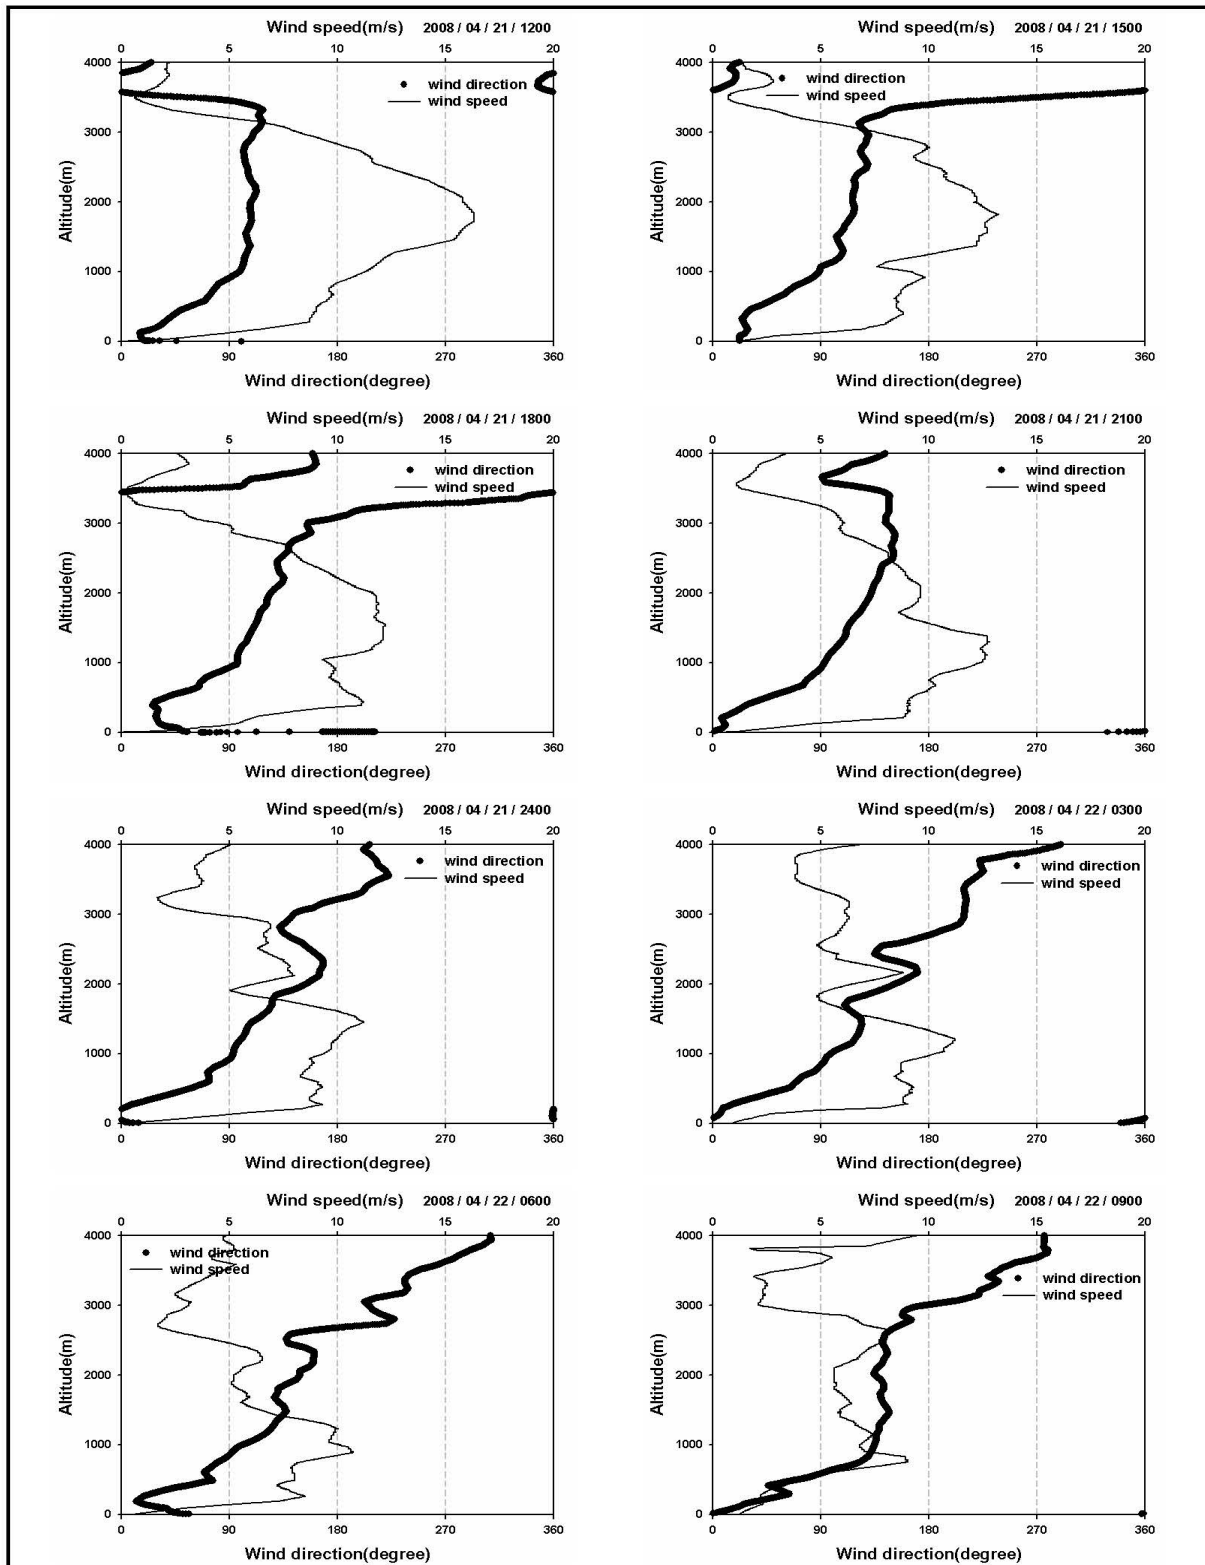 Wind speed(m/s) 2008 / 04 / 21 / 1200
0 5 10 15 20
4000
3000
2000
1000
0
Altitude(m)
wind direction
wind speed
0 90 180 270 360
Wind direction(degree)
Wind speed(m/s) 2008 / 04 / 21 / 1500
0 5 10 15 20
4000
3000
2000
1000
0
Altitude(m)
wind direction
wind speed
0 90 180 270 360
Wind direction(degree)
Wind speed(m/s) 2008 / 04 / 21 / 1800
0 5 10 15 20
4000
3000
2000
1000
0
Altitude(m)
wind direction
wind speed
0 90 180 270 360
Wind direction(degree)
Wind speed(m/s) 2008 / 04 / 21 / 2100
0 5 10 15 20
4000
3000
2000
1000
0
Altitude(m)
wind direction
wind speed
0 90 180 270 360
Wind direction(degree)
Wind speed(m/s) 2008 / 04 / 21 / 2400
0 5 10 15 20
4000
3000
2000
1000
0
Altitude(m)
wind direction
wind speed
0 90 180 270 360
Wind direction(degree)
Wind speed(m/s) 2008 / 04 / 22 / 0300
0 5 10 15 20
4000
3000
2000
1000
0
Altitude(m)
wind direction
wind speed
0 90 180 270 360
Wind direction(degree)
Wind speed(m/s) 2008 / 04 / 22 / 0600
0 5 10 15 20
4000
3000
2000
1000
0
Altitude(m)
wind direction
wind speed
0 90 180 270 360
Wind direction(degree)
Wind speed(m/s) 2008 / 04 / 22 / 0900
0 5 10 15 20
4000
3000
2000
1000
0
Altitude(m)
wind direction
wind speed
0 90 180 270 360
Wind direction(degree)